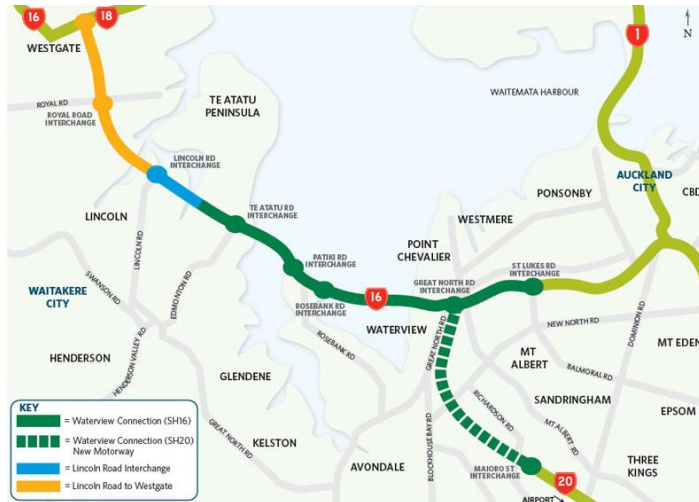 16
18
WESTGATE
1
N
WAITEMATA HARBOUR
ROYAL RD
ROYAL ROAD
INTERCHANGE
TE ATATU
PENINSULA
LINCOLN RD
INTERCHANGE
AUCKLAND
CITY
CBD
PONSONBY
LINCOLN
LINCOLN RD
TE ATATU RD
INTERCHANGE
WESTMERE
POINT
CHEVALIER
PATIKI RD
INTERCHANGE
ST LUKES RD
INTERCHANGE
GREAT NORTH RD
INTERCHANGE
SWANSON RD
EDMONTON RD
WAITAKERE
CITY
16
ROSEBANK RD
INTERCHANGE
WATERVIEW
GREAT NORTH RD
NEW NORTH RD
DOMINION RD
MT EDEN
ROSEBANK RD
HENDERSON
HENDERSON VALLEY RD
MT
ALBERT
BALMORAL RD
GLENDENE
RICHARDSON RD
SANDRINGHAM
EPSOM
GREAT NORTH RD
KELSTON
BLOCKHOUSE BAY RD
MT ALBERT RD
AVONDALE
MAIORO ST
INTERCHANGE
THREE
KINGS
20
AIRPORT
KEY
= Waterview Connection (SH16)
= Waterview Connection (SH20)
New Motorway
= Lincoln Road Interchange
= Lincoln Road to Westgate